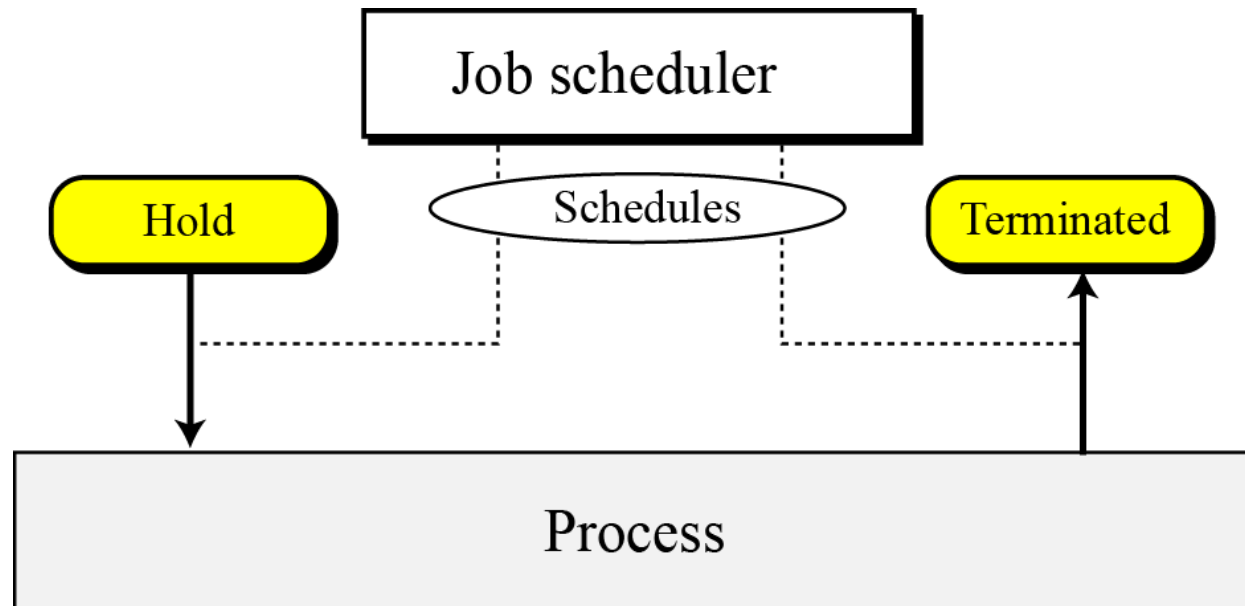 Job scheduler
Hold
Schedules
Terminated
Process